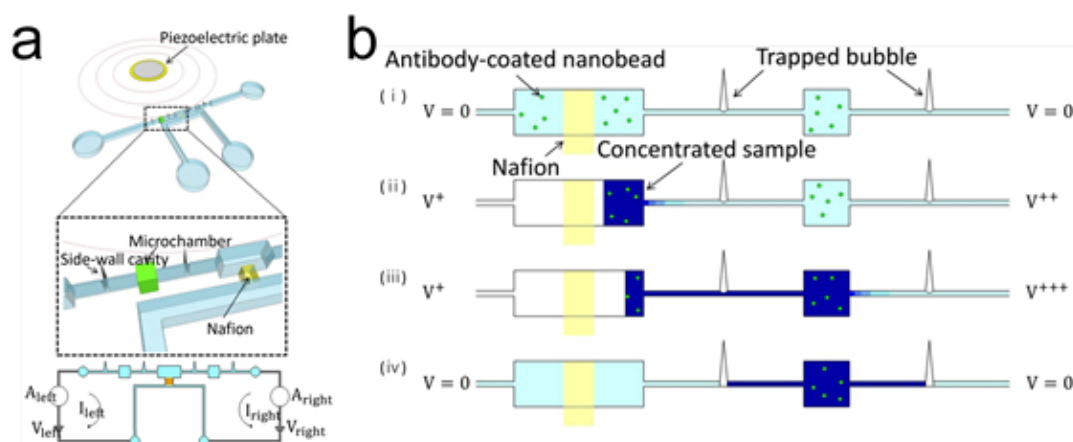 a
Piezoelectric plate
Microchamber
Side-wall cavity
Nafion
A_left
I_left
V_left
I_right
A_right
V_right
b
Antibody-coated nanobead
Trapped bubble
(i)
V = 0
V = 0
Nafion
Concentrated sample
(ii)
V⁺
V⁺⁺
(iii)
V⁺
V⁺⁺⁺
(iv)
V = 0
V = 0